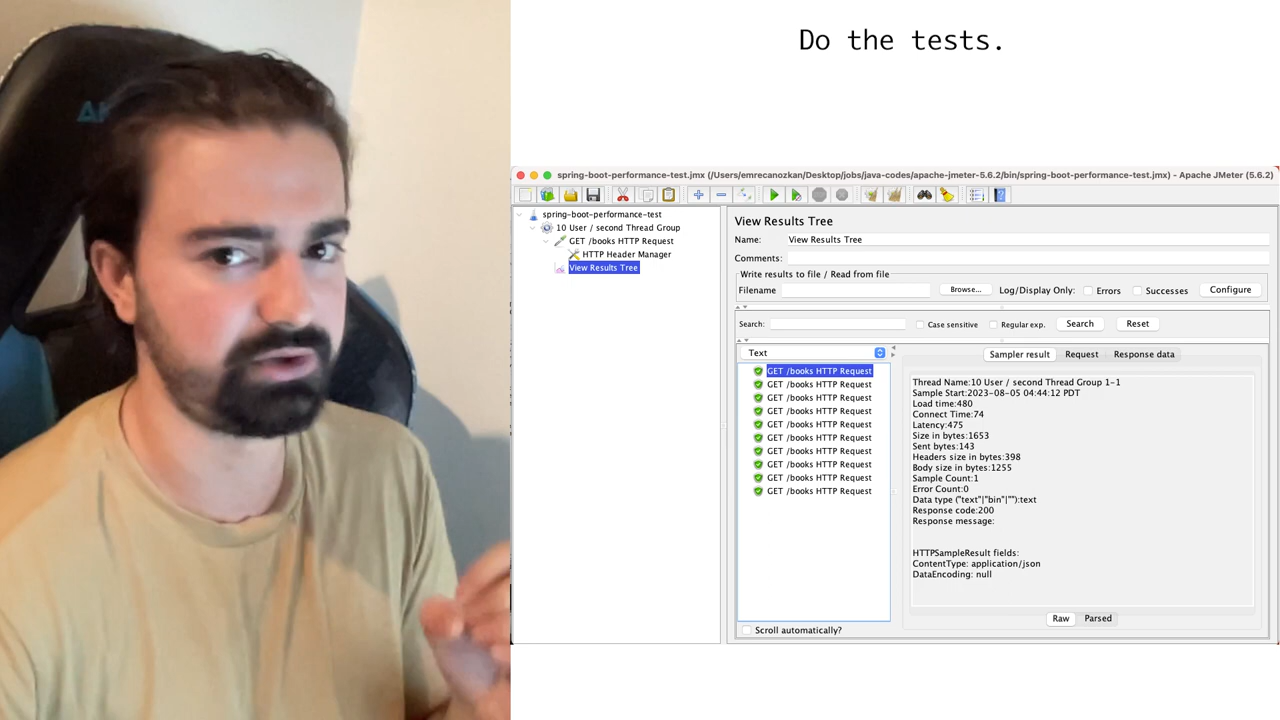 Do the tests.
spring-boot-performance-test.jmx (/Users/emrecanozkan/Desktop/jobs/java-codes/apache-jmeter-5.6.2/bin/spring-boot-performance-test.jmx) - Apache JMeter (5.6.2)
spring-boot-performance-test
10 User / second Thread Group
GET /books HTTP Request
HTTP Header Manager
View Results Tree
View Results Tree
Name: View Results Tree
Comments:
Write results to file / Read from file
Filename Browse... Log/Display Only: Errors Successes Configure
Search: Case sensitive Regular exp. Search Reset
Text
GET /books HTTP Request
GET /books HTTP Request
GET /books HTTP Request
GET /books HTTP Request
GET /books HTTP Request
GET /books HTTP Request
GET /books HTTP Request
GET /books HTTP Request
GET /books HTTP Request
GET /books HTTP Request
Scroll automatically?
Sampler result Request Response data
Thread Name:10 User / second Thread Group 1-1
Sample Start:2023-08-05 04:44:12 PDT
Load time:480
Connect Time:74
Latency:475
Size in bytes:1653
Sent bytes:143
Headers size in bytes:398
Body size in bytes:1255
Sample Count:1
Error Count:0
Data type ("text"|"bin"|""):text
Response code:200
Response message:
HTTPSampleResult fields:
ContentType: application/json
DataEncoding: null
Raw Parsed